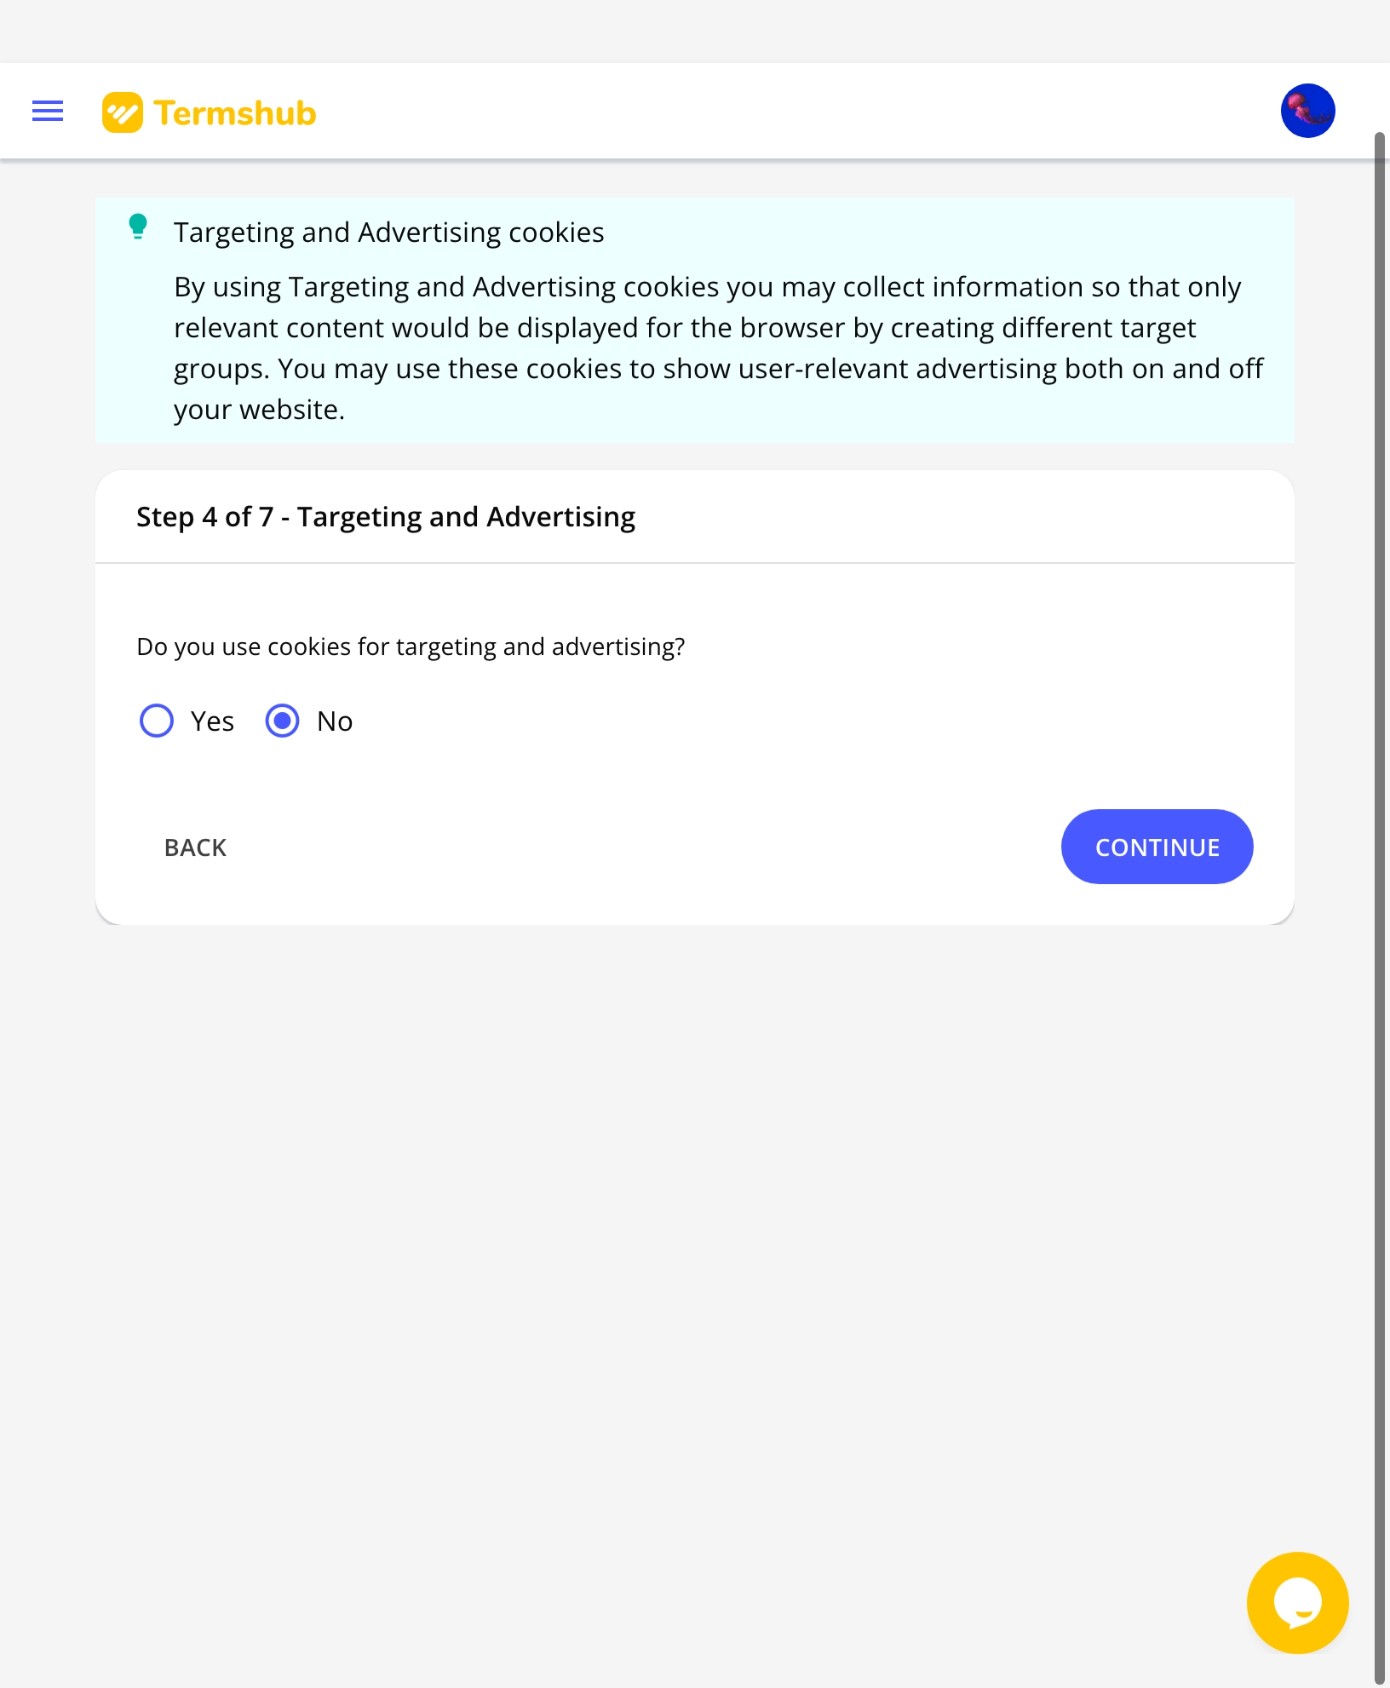 Termshub
Targeting and Advertising cookies
By using Targeting and Advertising cookies you may collect information so that only
relevant content would be displayed for the browser by creating different target
groups. You may use these cookies to show user-relevant advertising both on and off
your website.
Step 4 of 7 - Targeting and Advertising
Do you use cookies for targeting and advertising?
Yes No
BACK CONTINUE